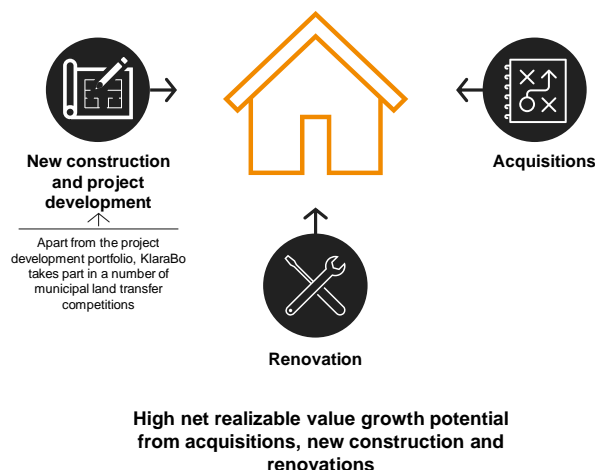 New construction
and project
development
Apart from the project
development portfolio, KlaraBo
takes part in a number of
municipal land transfer
competitions
Acquisitions
Renovation
High net realizable value growth potential
from acquisitions, new construction and
renovations